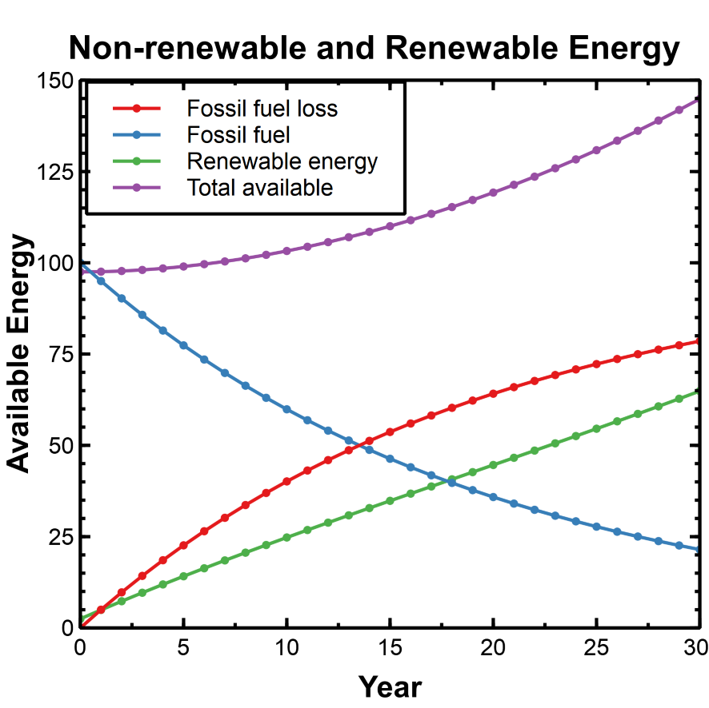 Non-renewable and Renewable Energy
150
125
100
75
50
25
0
Available Energy
Fossil fuel loss
Fossil fuel
Renewable energy
Total available
0 5 10 15 20 25 30
Year